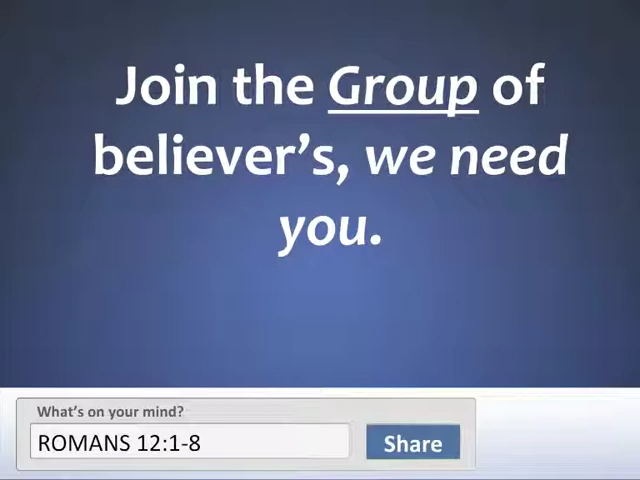 Join the Group of
believer’s, we need
you.
What’s on your mind?
ROMANS 12:1-8
Share